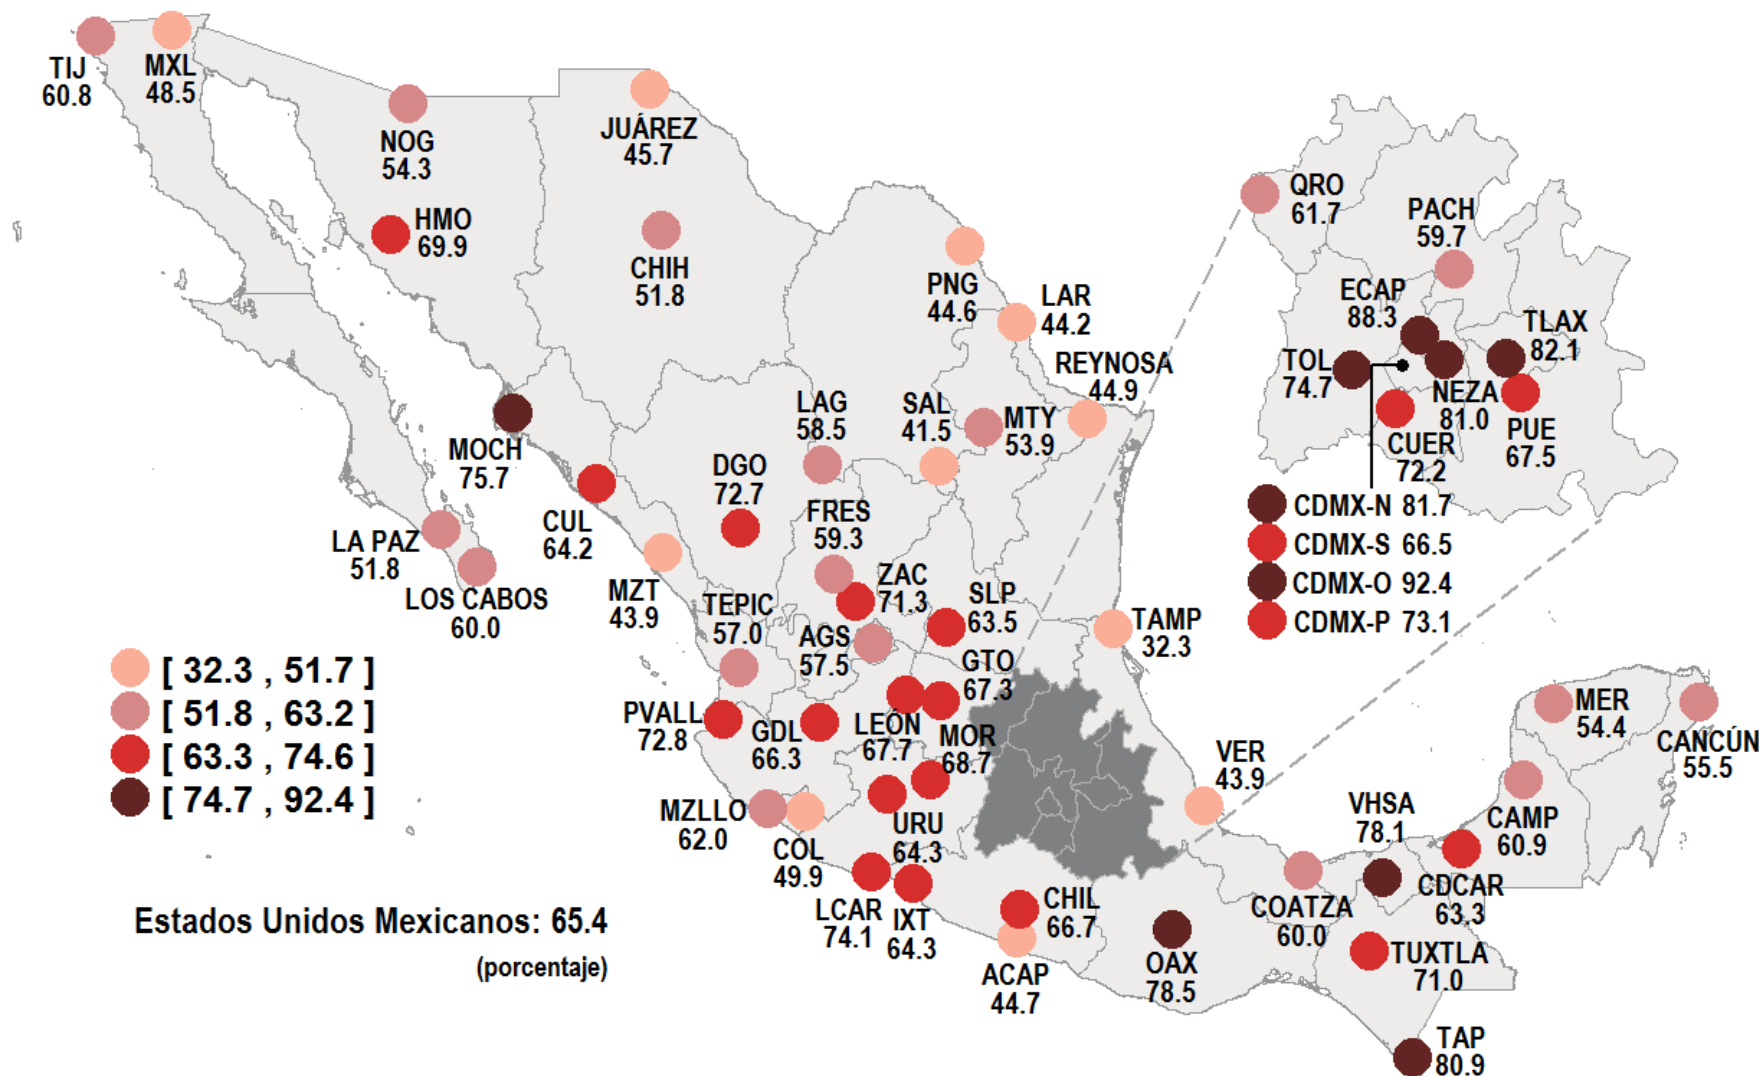 TIJ
60.8
MXL
48.5
NOG
54.3
HMO
69.9
JUÁREZ
45.7
CHIH
51.8
PNG
44.6
LAR
44.2
REYNOSA
44.9
LAG
58.5
SAL
41.5
MTY
53.9
MOCH
75.7
DGO
72.7
CUL
64.2
FRES
59.3
LA PAZ
51.8
LOS CABOS
60.0
MZT
43.9
ZAC
71.3
SLP
63.5
TEPIC
57.0
AGS
57.5
TAMP
32.3
GTO
67.3
PVALL
72.8
GDL
66.3
LEÓN
67.7
MOR
68.7
MZLLO
62.0
COL
49.9
URU
64.3
LCAR
74.1
IXT
64.3
CHIL
66.7
ACAP
44.7
OAX
78.5
VER
43.9
COATZA
60.0
VHSA
78.1
CDCAR
63.3
CAMP
60.9
MER
54.4
CANCÚN
55.5
TUXTLA
71.0
TAP
80.9
QRO
61.7
PACH
59.7
ECAP
88.3
TLAX
82.1
TOL
74.7
NEZA
81.0
CUER
72.2
PUE
67.5
CDMX-N 81.7
CDMX-S 66.5
CDMX-O 92.4
CDMX-P 73.1
[ 32.3 , 51.7 ]
[ 51.8 , 63.2 ]
[ 63.3 , 74.6 ]
[ 74.7 , 92.4 ]
Estados Unidos Mexicanos: 65.4
(porcentaje)